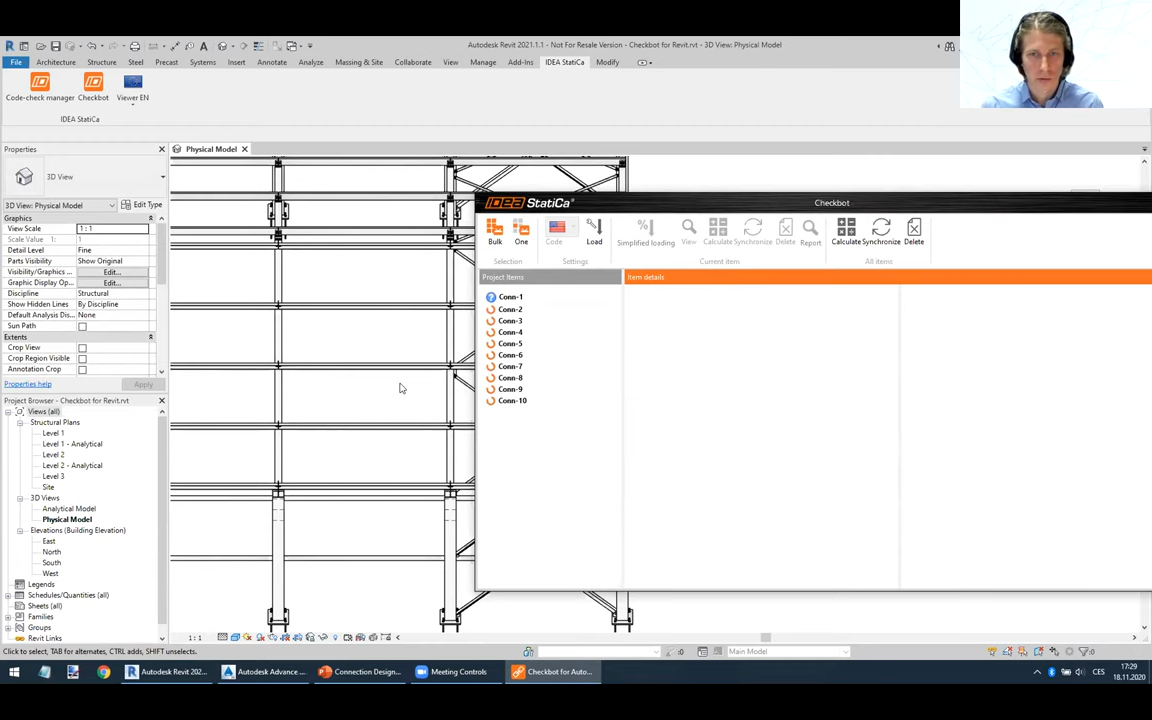 Autodesk Revit 2021.1.1 - Not For Resale Version - Checkbot for Revit.rvt - 3D View: Physical Model
File Architecture Structure Steel Precast Systems Insert Annotate Analyze Massing & Site Collaborate View Manage Add-Ins IDEA StatiCa Modify
Code-check manager Checkbot Viewer EN
IDEA StatiCa
Properties
Physical Model
3D View
3D View: Physical Model
Edit Type
Graphics
View Scale 1 : 1
Scale Value 1: 1
Detail Level Fine
Parts Visibility Show Original
Visibility/Graphics ... Edit...
Graphic Display Op... Edit...
Discipline Structural
Show Hidden Lines By Discipline
Default Analysis Dis... None
Sun Path
Extents
Crop View
Crop Region Visible
Annotation Crop
Properties help
Apply
Project Browser - Checkbot for Revit.rvt
Views (all)
Structural Plans
Level 1
Level 1 - Analytical
Level 2
Level 2 - Analytical
Level 3
Site
3D Views
Analytical Model
Physical Model
Elevations (Building Elevation)
East
North
South
West
Legends
Schedules/Quantities (all)
Sheets (all)
Families
Groups
Revit Links
IDEA StatiCa®
Checkbot
Bulk One Code Load Simplified loading View Calculate Synchronize Delete Report Calculate Synchronize Delete
Selection Settings Current item All items
Project Items
Item details
Conn-1
Conn-2
Conn-3
Conn-4
Conn-5
Conn-6
Conn-7
Conn-8
Conn-9
Conn-10
1 : 1
Click to select, TAB for alternates, CTRL adds, SHIFT unselects.
:0
Main Model
:0
Autodesk Revit 202...
Autodesk Advance ...
Connection Design...
Meeting Controls
Checkbot for Auto...
CES
17:29
18.11.2020